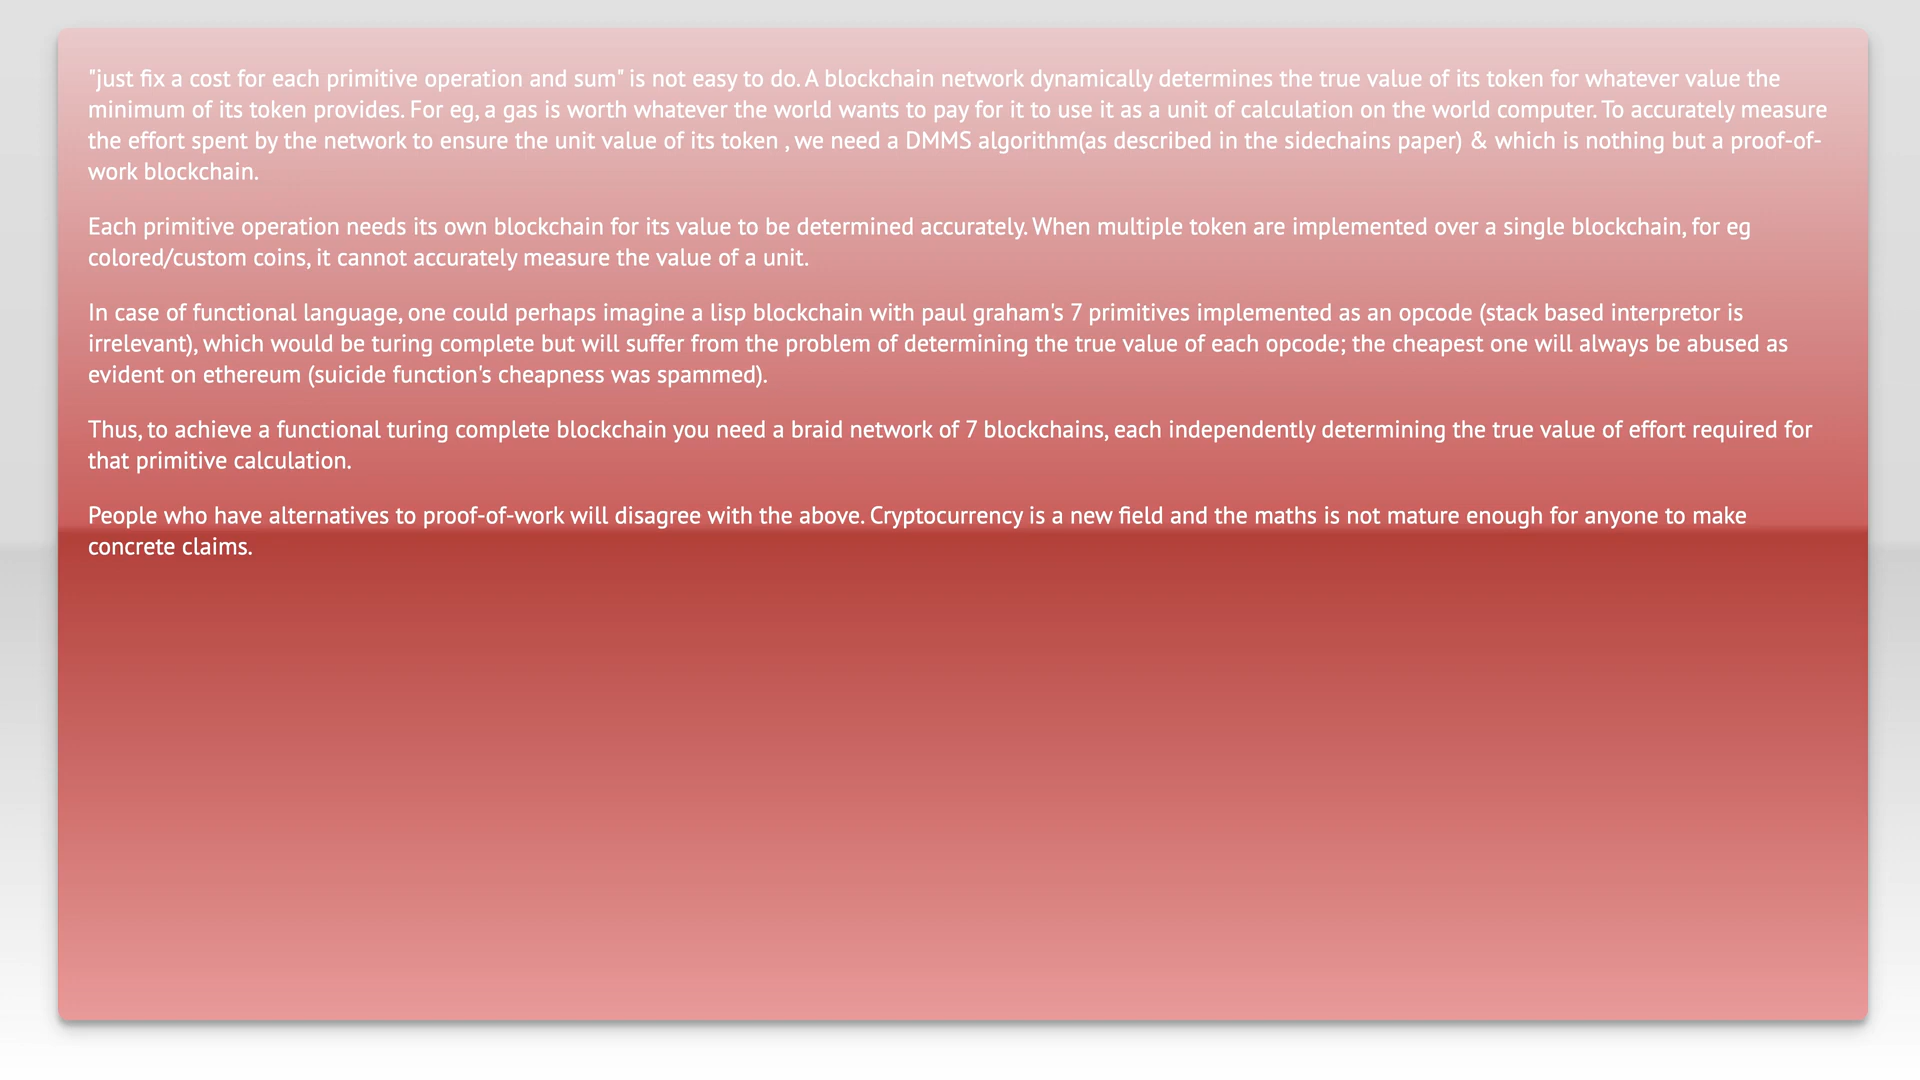 "just fix a cost for each primitive operation and sum" is not easy to do. A blockchain network dynamically determines the true value of its token for whatever value the
minimum of its token provides. For eg, a gas is worth whatever the world wants to pay for it to use it as a unit of calculation on the world computer. To accurately measure
the effort spent by the network to ensure the unit value of its token , we need a DMMS algorithm(as described in the sidechains paper) & which is nothing but a proof-of-
work blockchain.
Each primitive operation needs its own blockchain for its value to be determined accurately. When multiple token are implemented over a single blockchain, for eg
colored/custom coins, it cannot accurately measure the value of a unit.
In case of functional language, one could perhaps imagine a lisp blockchain with paul graham's 7 primitives implemented as an opcode (stack based interpretor is
irrelevant), which would be turing complete but will suffer from the problem of determining the true value of each opcode; the cheapest one will always be abused as
evident on ethereum (suicide function's cheapness was spammed).
Thus, to achieve a functional turing complete blockchain you need a braid network of 7 blockchains, each independently determining the true value of effort required for
that primitive calculation.
People who have alternatives to proof-of-work will disagree with the above. Cryptocurrency is a new field and the maths is not mature enough for anyone to make
concrete claims.